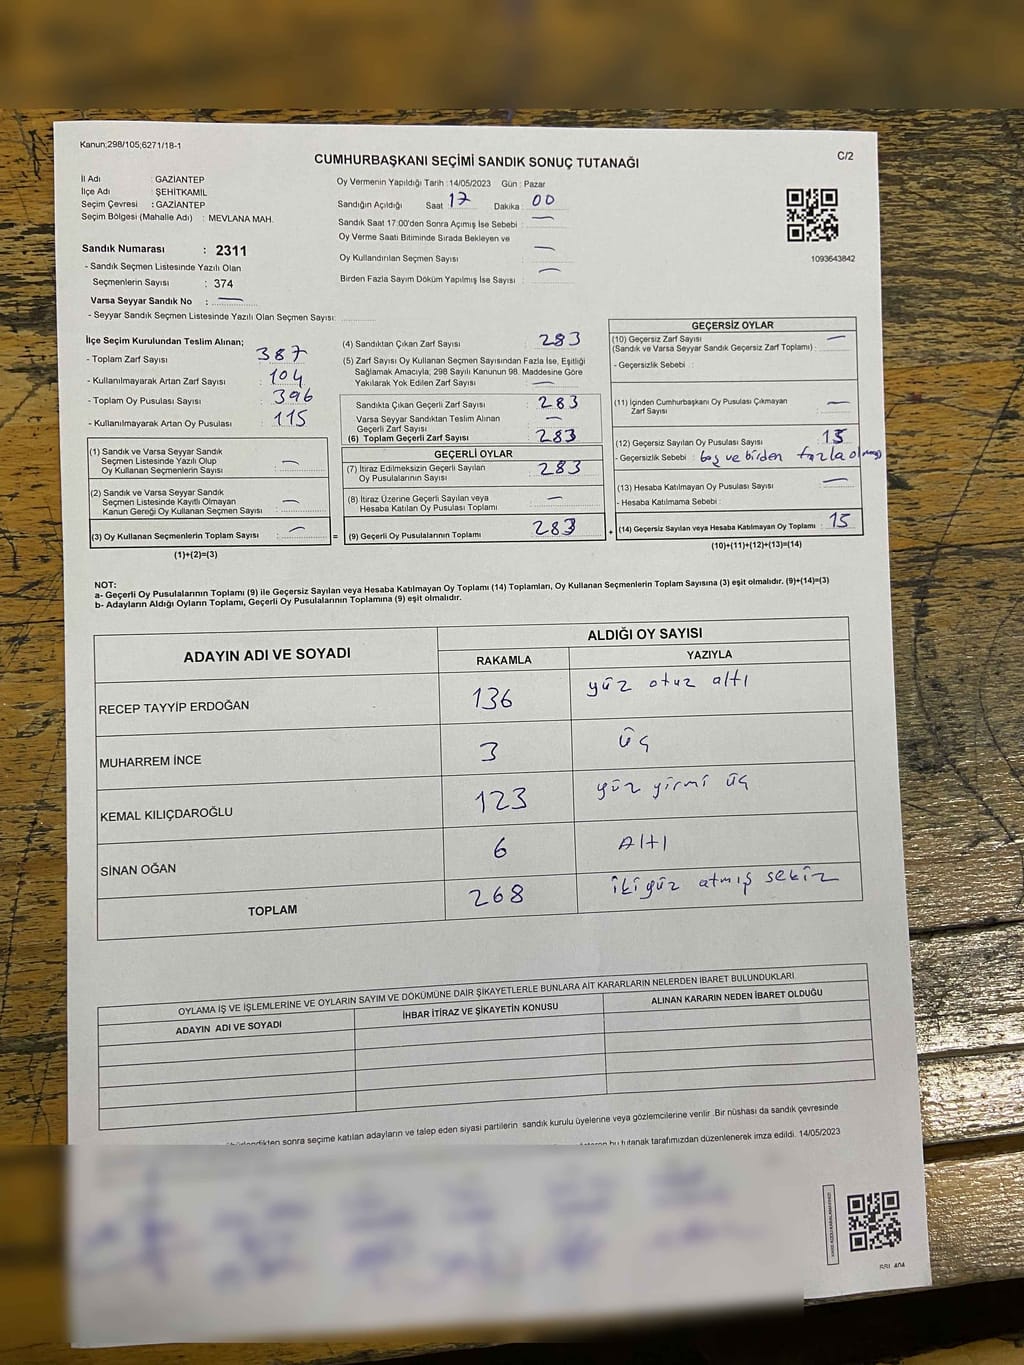 Kanun;298/105;6271/18-1
CUMHURBAŞKANI SEÇİMİ SANDIK SONUÇ TUTANAĞI
C/2
İl Adı : GAZİANTEP
İlçe Adı : ŞEHİTKAMİL
Seçim Çevresi : GAZİANTEP
Seçim Bölgesi (Mahalle Adı) : MEVLANA MAH.
Sandık Numarası : 2311
- Sandık Seçmen Listesinde Yazılı Olan
Seçmenlerin Sayısı : 374
Varsa Seyyar Sandık No : —
- Seyyar Sandık Seçmen Listesinde Yazılı Olan Seçmen Sayısı:
Oy Vermenin Yapıldığı Tarih :14/05/2023 Gün : Pazar
Sandığın Açıldığı Saat 17 Dakika : 00
Sandık Saat 17:00'den Sonra Açımış İse Sebebi : —
Oy Verme Saati Bitiminde Sırada Bekleyen ve
Oy Kullandırılan Seçmen Sayısı : —
Birden Fazla Sayım Döküm Yapılmış İse Sayısı : —
1093643842
İlçe Seçim Kurulundan Teslim Alınan;
- Toplam Zarf Sayısı : 387
- Kullanılmayarak Artan Zarf Sayısı : 104
- Toplam Oy Pusulası Sayısı : 396
- Kullanılmayarak Artan Oy Pusulası : 115
(1) Sandık ve Varsa Seyyar Sandık
Seçmen Listesinde Yazılı Olup
Oy Kullanan Seçmenlerin Sayısı : —
(2) Sandık ve Varsa Seyyar Sandık
Seçmen Listesinde Kayıtlı Olmayan
Kanun Gereği Oy Kullanan Seçmen Sayısı : —
(3) Oy Kullanan Seçmenlerin Toplam Sayısı : —
(1)+(2)=(3)
=
(4) Sandıktan Çıkan Zarf Sayısı : 283
(5) Zarf Sayısı Oy Kullanan Seçmen Sayısından Fazla İse, Eşitliği
Sağlamak Amacıyla; 298 Sayılı Kanunun 98. Maddesine Göre
Yakılarak Yok Edilen Zarf Sayısı : —
Sandıkta Çıkan Geçerli Zarf Sayısı : 283
Varsa Seyyar Sandıktan Teslim Alınan
Geçerli Zarf Sayısı : —
(6) Toplam Geçerli Zarf Sayısı : 283
GEÇERLİ OYLAR
(7) İtiraz Edilmeksizin Geçerli Sayılan
Oy Pusulasının Sayısı : 283
(8) İtiraz Üzerine Geçerli Sayılan veya
Hesaba Katılan Oy Pusulası Toplamı : —
(9) Geçerli Oy Pusulalarının Toplamı : 283
+
GEÇERSİZ OYLAR
(10) Geçersiz Zarf Sayısı
(Sandık ve Varsa Seyyar Sandık Geçersiz Zarf Toplamı) : —
- Geçersizlik Sebebi :
(11) İçinden Cumhurbaşkanı Oy Pusulası Çıkmayan
Zarf Sayısı : —
(12) Geçersiz Sayılan Oy Pusulası Sayısı : 15
- Geçersizlik Sebebi : boş ve birden fazla
(13) Hesaba Katılmayan Oy Pusulası Sayısı : —
- Hesaba Katılmama Sebebi :
(14) Geçersiz Sayılan veya Hesaba Katılmayan Oy Toplamı : 15
(10)+(11)+(12)+(13)=(14)
NOT:
a- Geçerli Oy Pusulalarının Toplamı (9) ile Geçersiz Sayılan veya Hesaba Katılmayan Oy Toplamı (14) Toplamları, Oy Kullanan Seçmenlerin Toplam Sayısına (3) eşit olmalıdır. (9)+(14)=(3)
b- Adayların Aldığı Oyların Toplamı, Geçerli Oy Pusulalarının Toplamına (9) eşit olmalıdır.
ADAYIN ADI VE SOYADI
ALDIĞI OY SAYISI
RAKAMLA YAZIYLA
RECEP TAYYİP ERDOĞAN 136 yüz otuz altı
MUHARREM İNCE 3 üç
KEMAL KILIÇDAROĞLU 123 yüz yirmi üç
SİNAN OĞAN 6 Altı
TOPLAM 268 ikiyüz atmış sekiz
OYLAMA İŞ VE İŞLEMLERİNE VE OYLARIN SAYIM VE DÖKÜMÜNE DAİR ŞİKAYETLERLE BUNLARA AİT KARARLARIN NELERDEN İBARET BULUNDUKLARI
ADAYIN ADI VE SOYADI İHBAR İTİRAZ VE ŞİKAYETİN KONUSU ALINAN KARARIN NEDEN İBARET OLDUĞU
sonra seçime katılan adayların ve talep eden siyasi partilerin sandık kurulu üyelerine veya gözlemcilerine verilir .Bir nüshası da sandık çevresinde
bu tutanak tarafımızdan düzenlenerek imza edildi. 14/05/2023